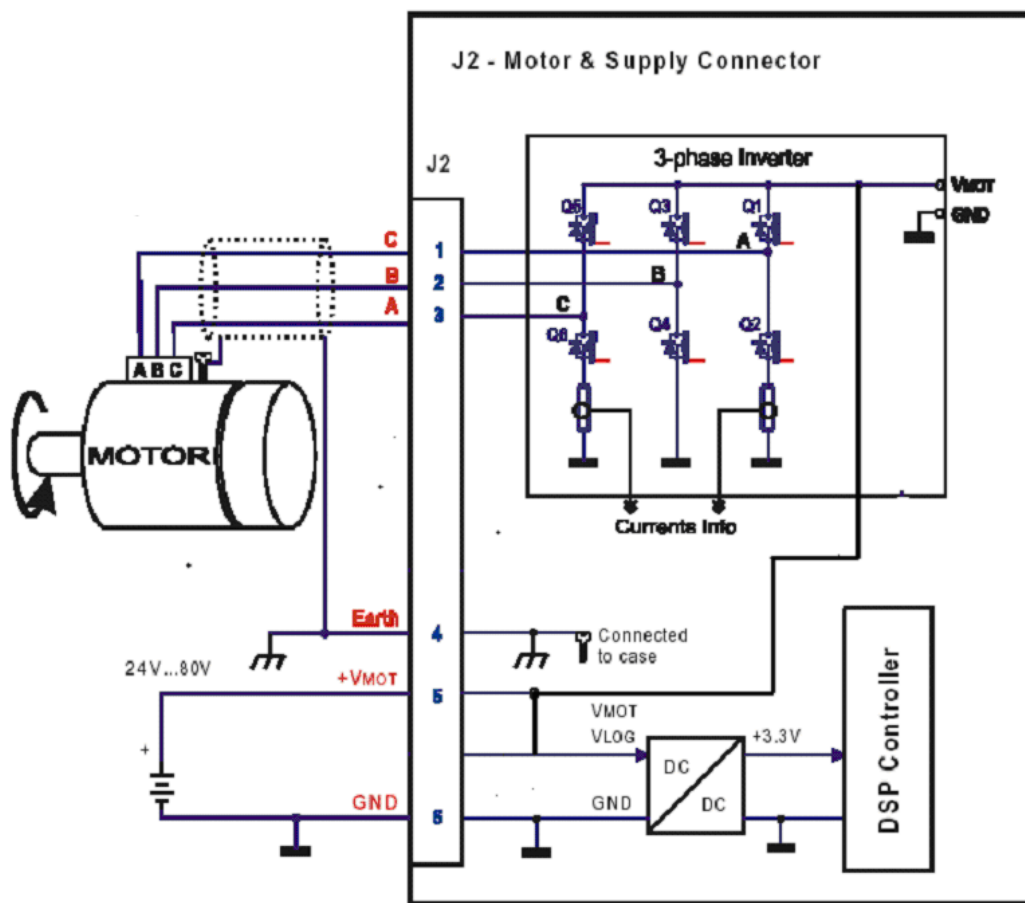 J2 - Motor & Supply Connector
J2
3-phase Inverter
VMOT
GND
Q5
Q3
Q1
C
1
A
B
2
B
A
3
C
Q6
Q4
Q2
A B C
MOTOR
Currents Info
Earth
4
Connected
to case
24V...80V
+VMOT
5
VMOT
VLOG
+3.3V
+
DC
DC
GND
6
GND
DSP Controller